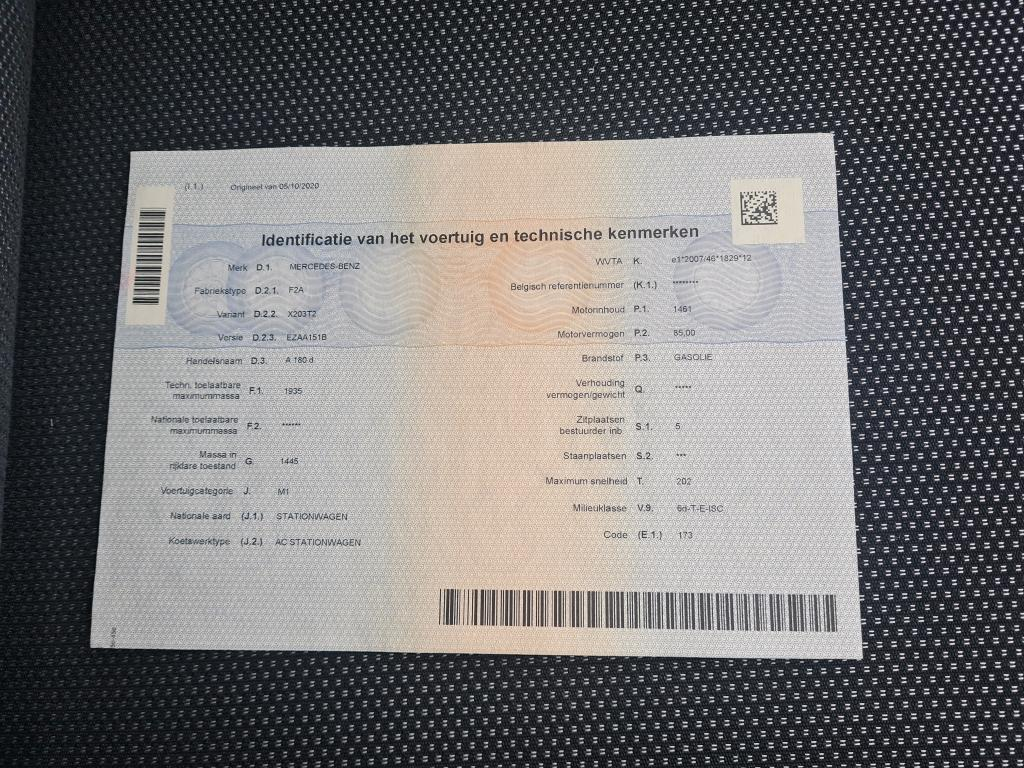 (I.1.) Origineel van 05/10/2020
Identificatie van het voertuig en technische kenmerken
Merk D.1. MERCEDES-BENZ
Fabriekstype D.2.1. F2A
Variant D.2.2. X203T2
Versie D.2.3. EZAA151B
Handelsnaam D.3. A 180 d
Techn. toelaatbare
maximummassa F.1. 1935
Nationale toelaatbare
maximummassa F.2. ******
Massa in
rijklare toestand G. 1445
Voertuigcategorie J. M1
Nationale aard (J.1.) STATIONWAGEN
Koetswerktype (J.2.) AC STATIONWAGEN
WVTA K. e1*2007/46*1829*12
Belgisch referentienummer (K.1.) ********
Motorinhoud P.1. 1461
Motorvermogen P.2. 85,00
Brandstof P.3. GASOLIE
Verhouding
vermogen/gewicht Q. *****
Zitplaatsen
bestuurder inb. S.1. 5
Staanplaatsen S.2. ***
Maximum snelheid T. 202
Milieuklasse V.9. 6d-T-E-ISC
Code (E.1.) 173